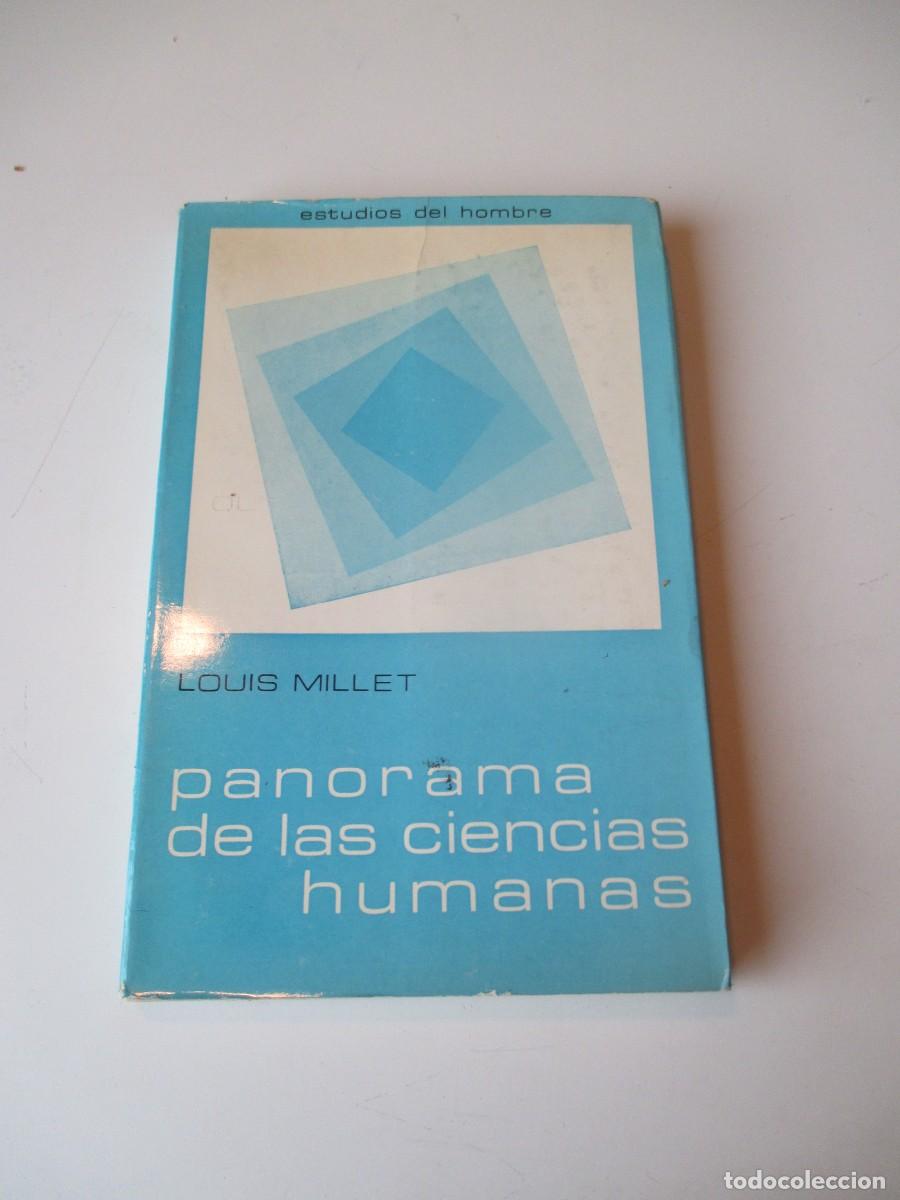 estudios del hombre
LOUIS MILLET
panorama
de las ciencias
humanas
todocoleccion